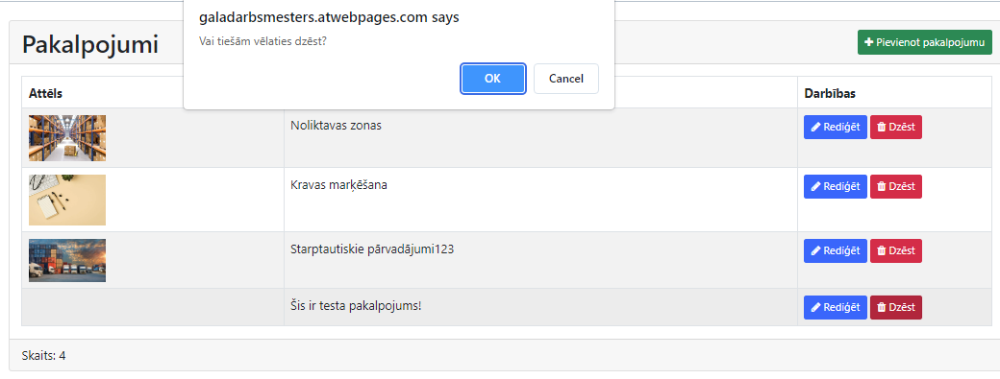 galadarbsmesters.atwebpages.com says
Vai tiešām vēlaties dzēst?
OK Cancel
Pakalpojumi
Pievienot pakalpojumu
Attēls Darbības
Noliktavas zonas Rediģēt Dzēst
Kravas marķēšana Rediģēt Dzēst
Starptautiskie pārvadājumi123 Rediģēt Dzēst
Šis ir testa pakalpojums! Rediģēt Dzēst
Skaits: 4